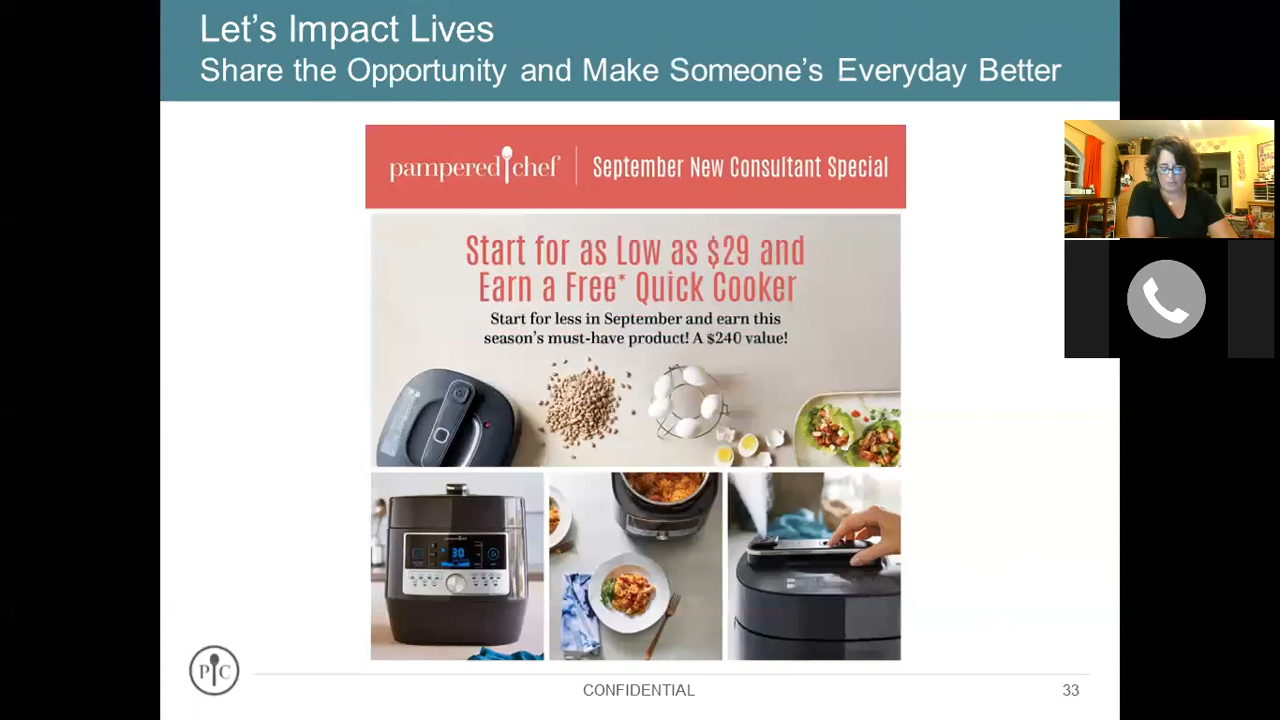 Let's Impact Lives
Share the Opportunity and Make Someone's Everyday Better
pampered chef
September New Consultant Special
Start for as Low as $29 and
Earn a Free* Quick Cooker
Start for less in September and earn this
season's must-have product! A $240 value!
30
PC
CONFIDENTIAL
33